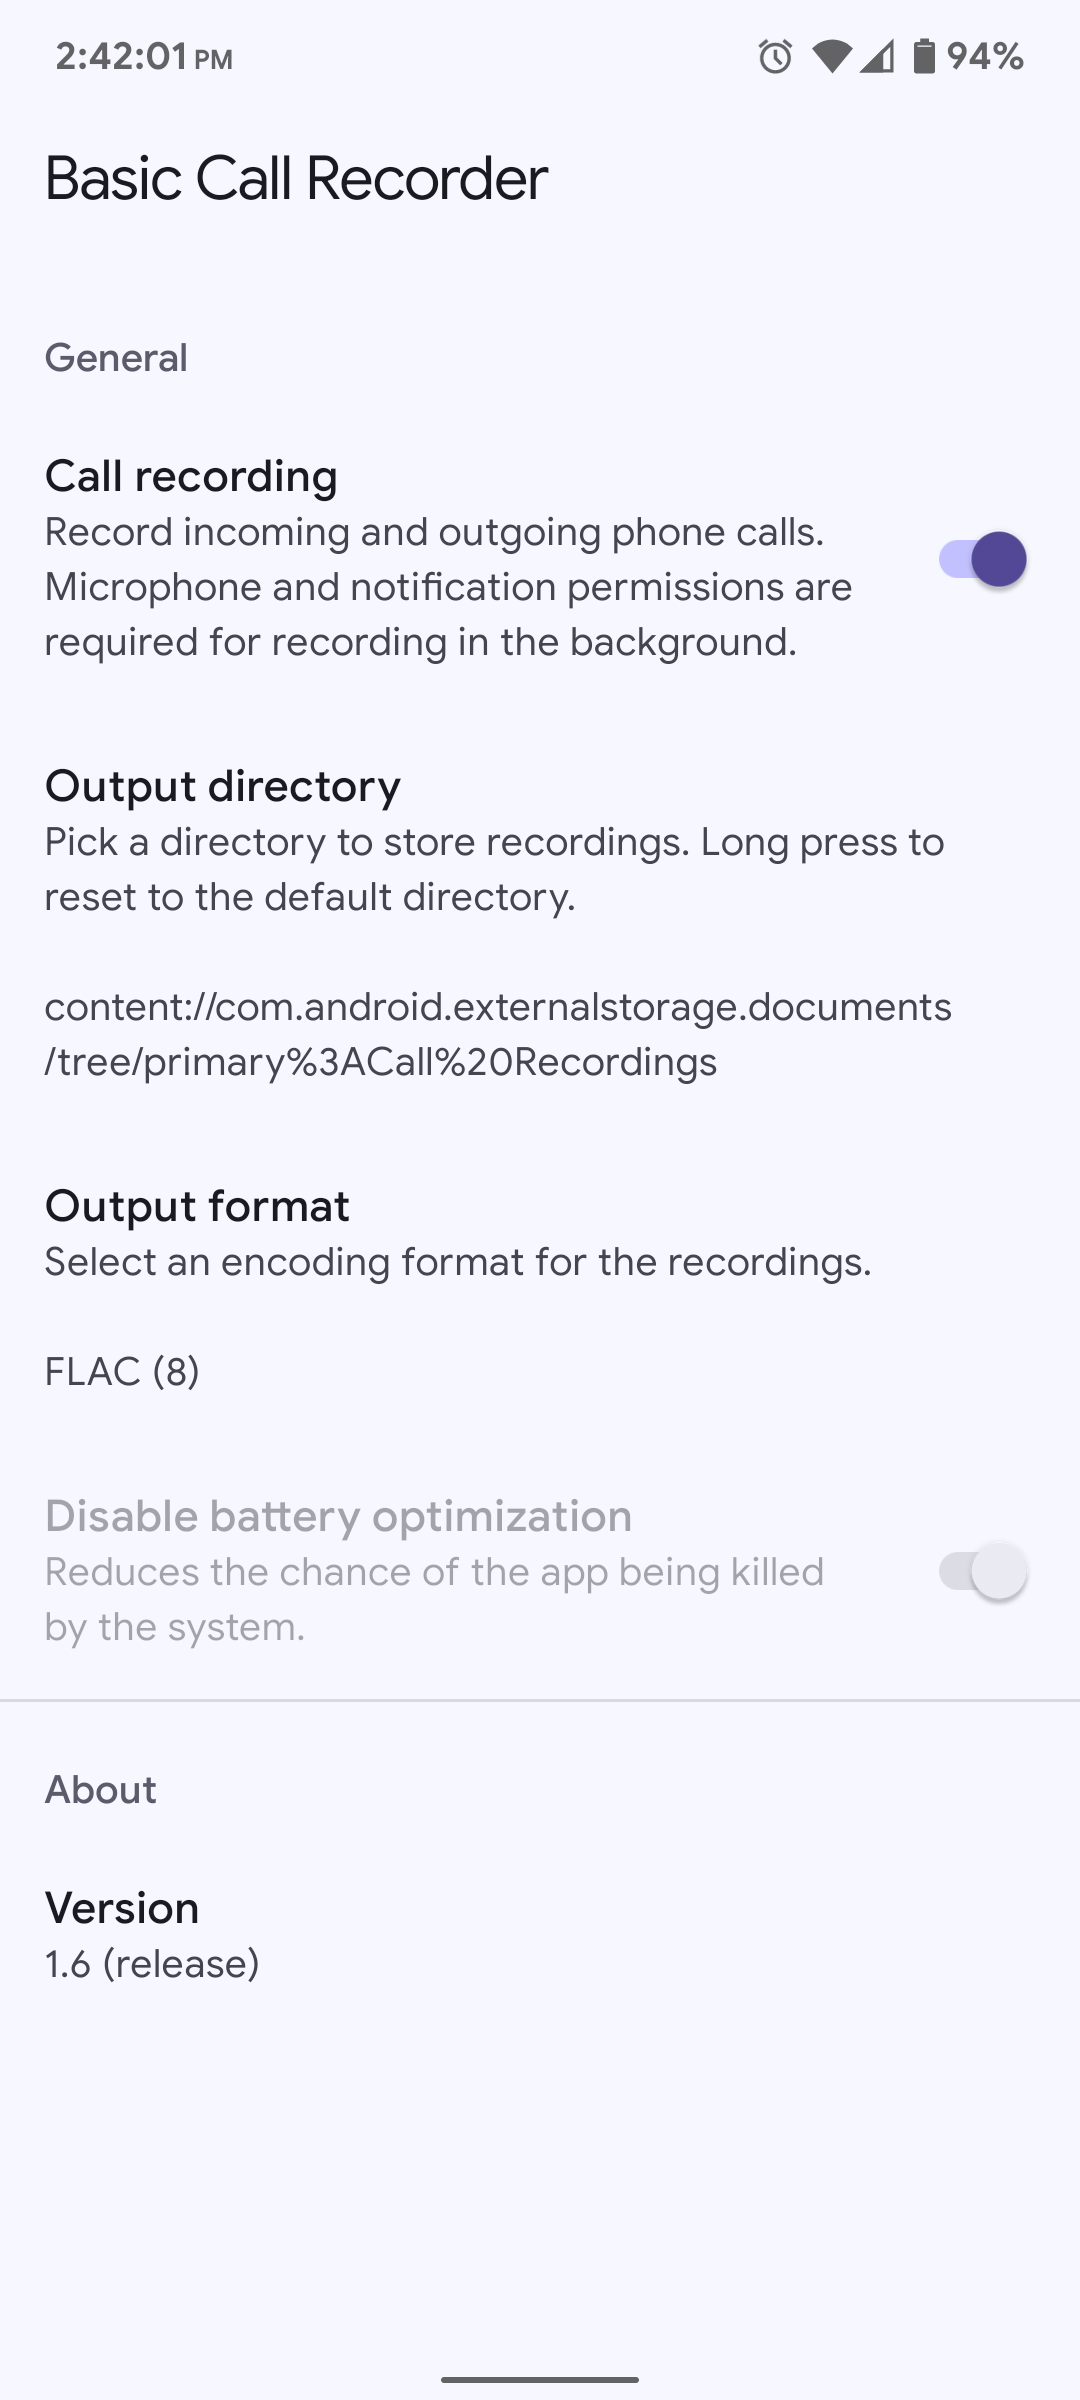 2:42:01 PM 94%
Basic Call Recorder
General
Call recording
Record incoming and outgoing phone calls.
Microphone and notification permissions are
required for recording in the background.
Output directory
Pick a directory to store recordings. Long press to
reset to the default directory.
content://com.android.externalstorage.documents
/tree/primary%3ACall%20Recordings
Output format
Select an encoding format for the recordings.
FLAC (8)
Disable battery optimization
Reduces the chance of the app being killed
by the system.
About
Version
1.6 (release)